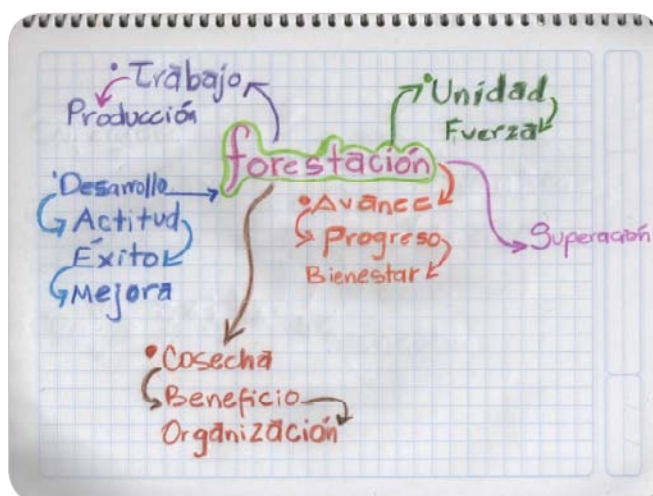 • Trabajo
Producción
• Unidad
Fuerza
forestación
• Desarrollo
Actitud
Éxito
Mejora
• Avance
Progreso
Bienestar
Superación
• Cosecha
Beneficio
Organización